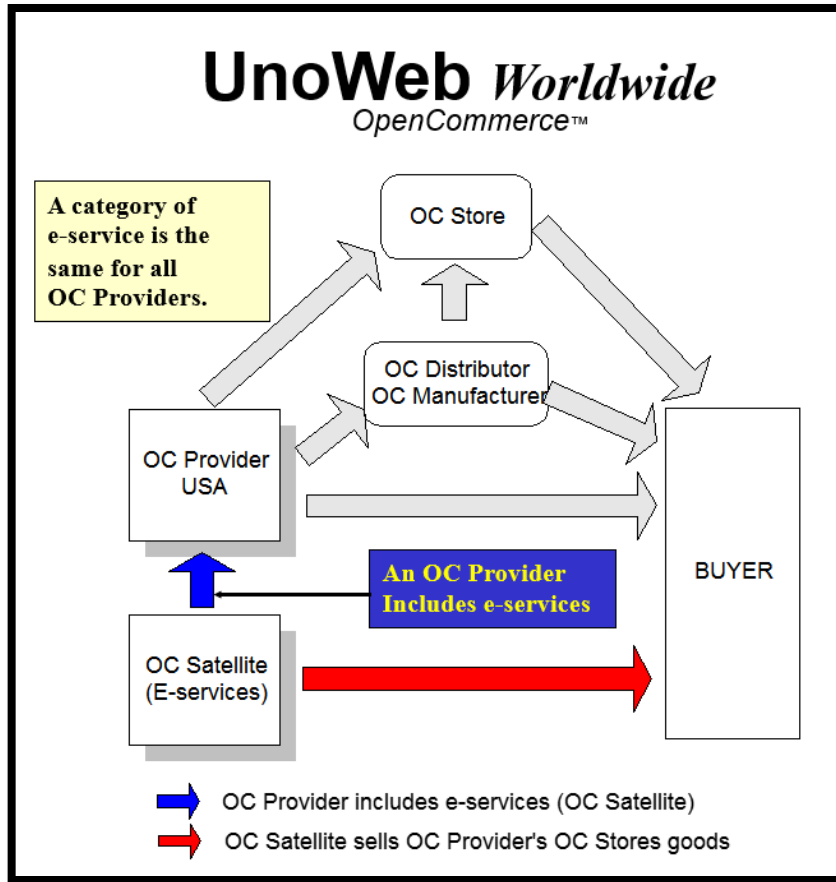 UnoWeb Worldwide
OpenCommerce™
A category of
e-service is the
same for all
OC Providers.
OC Store
OC Distributor
OC Manufacturer
OC Provider
USA
BUYER
An OC Provider
Includes e-services
OC Satellite
(E-services)
OC Provider includes e-services (OC Satellite)
OC Satellite sells OC Provider's OC Stores goods